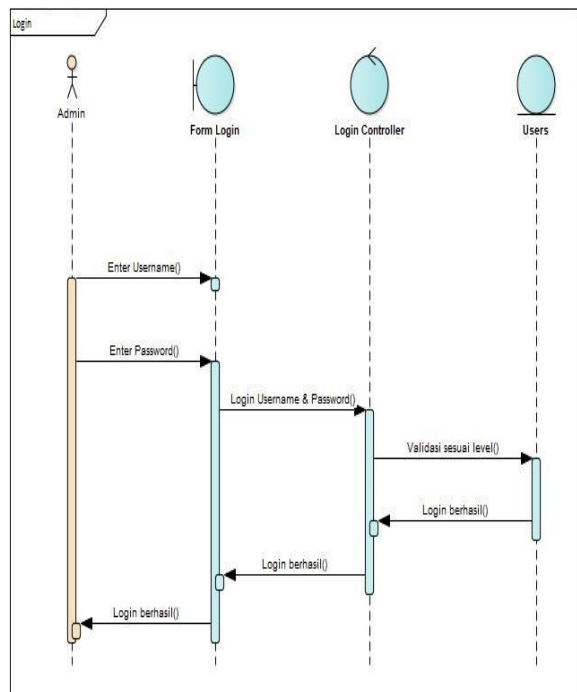 Login
Admin
Form Login
Login Controller
Users
Enter Username()
Enter Password()
Login Username & Password()
Validasi sesuai level()
Login berhasil()
Login berhasil()
Login berhasil()